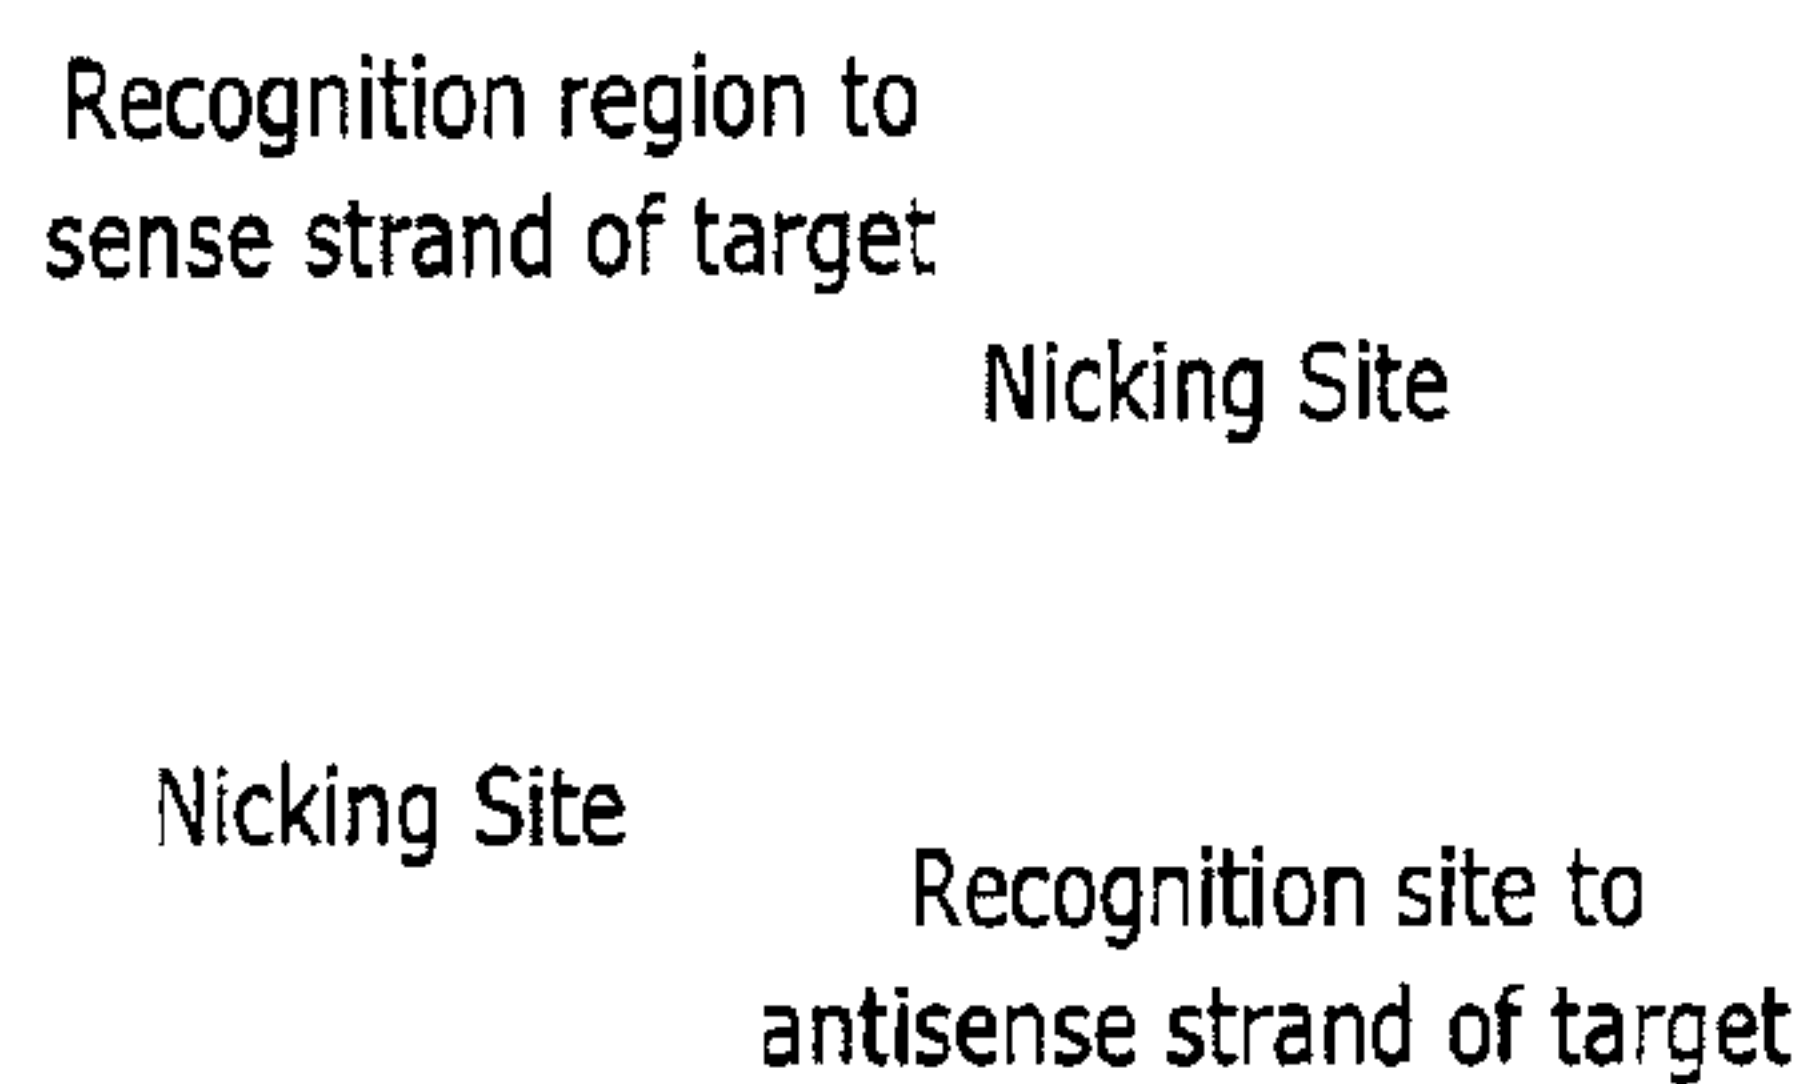 Recognition region to
sense strand of target
Nicking Site
Nicking Site
Recognition site to
antisense strand of target